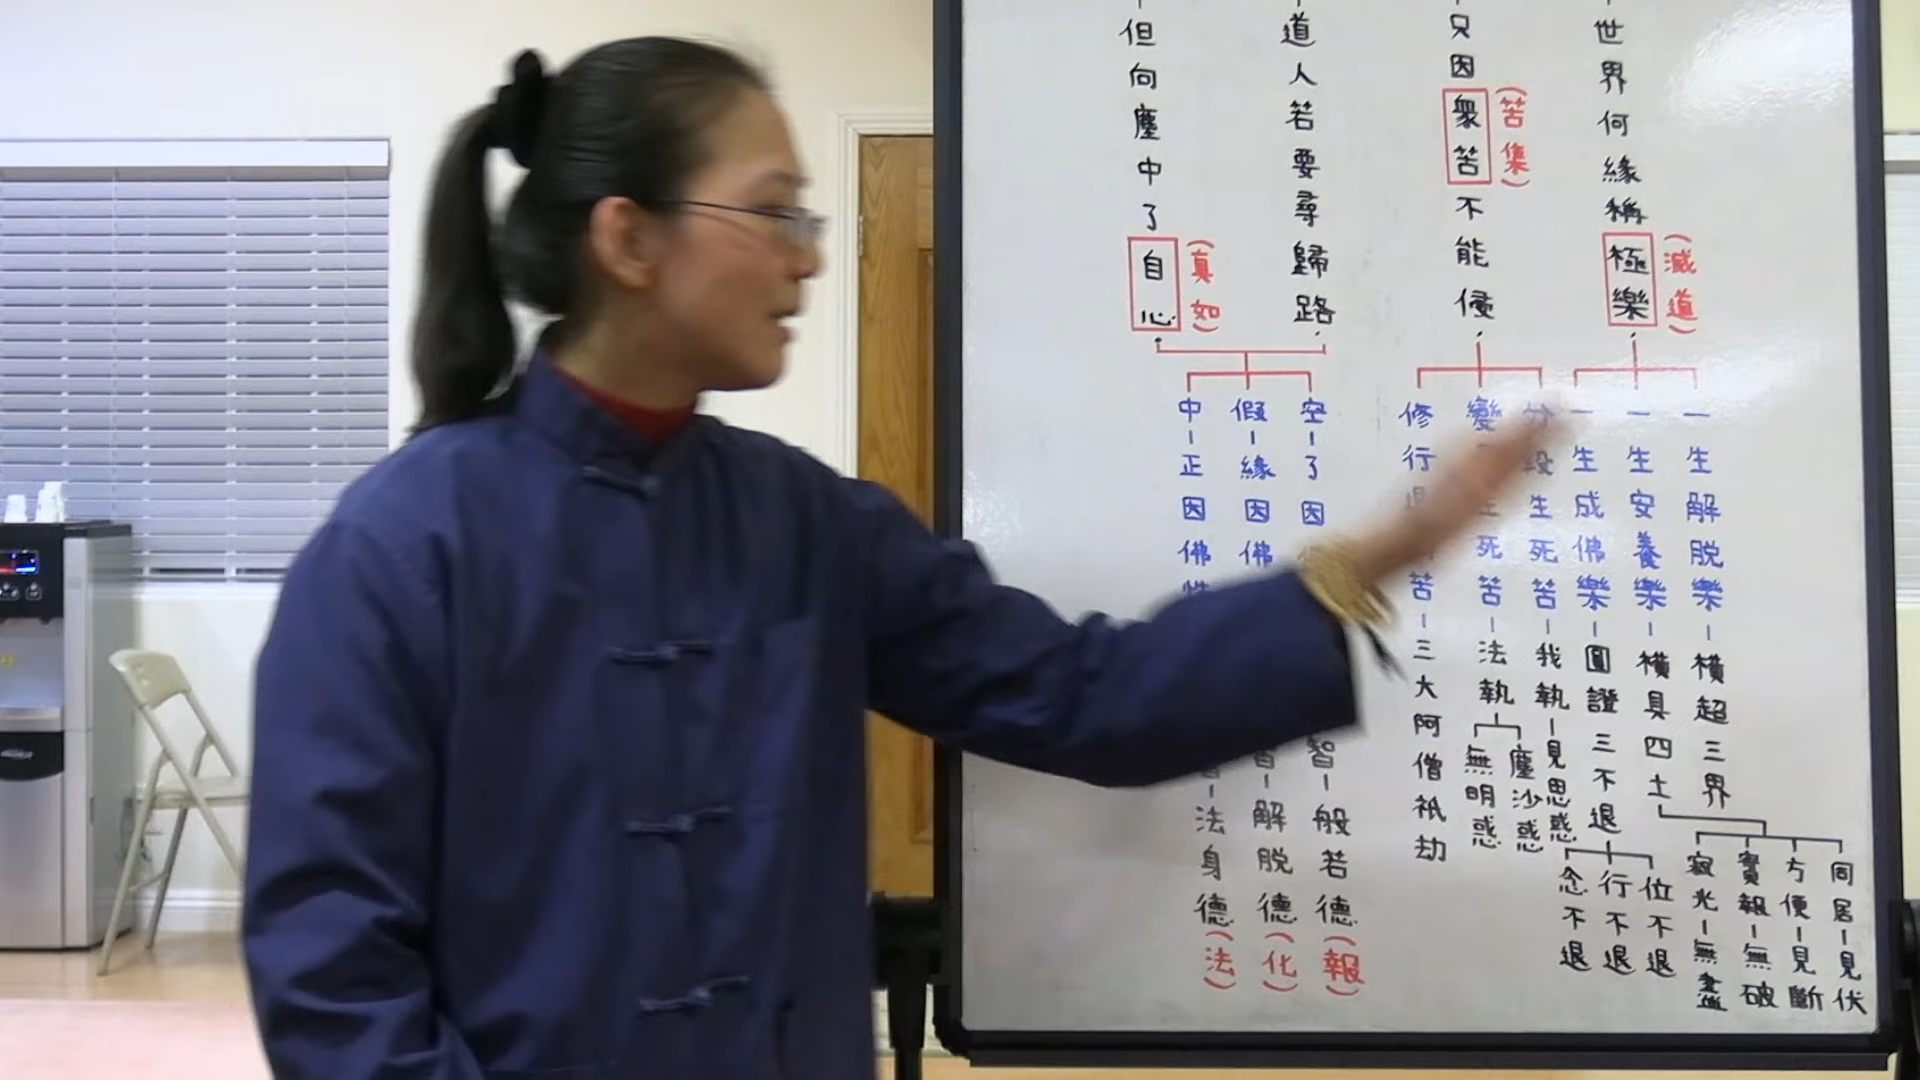 世界何緣稱極樂
(滅道)
只因眾苦不能侵
(苦集)
道人若要尋歸路
但向塵中了自心
(真如)
一生解脫樂－橫超三界
一生安養樂－橫具四土
同居－見伏
方便－見斷
實報－無破
寂光－無盡
一生成佛樂－圓證三不退
位不退
行不退
念不退
生死苦－我執－見思惑
死苦－法執
塵沙惑
無明惑
修行
苦－三大阿僧祇劫
空－了因
智－般若德(報)
假－緣因佛
解脫德(化)
中－正因佛性
法身德(法)